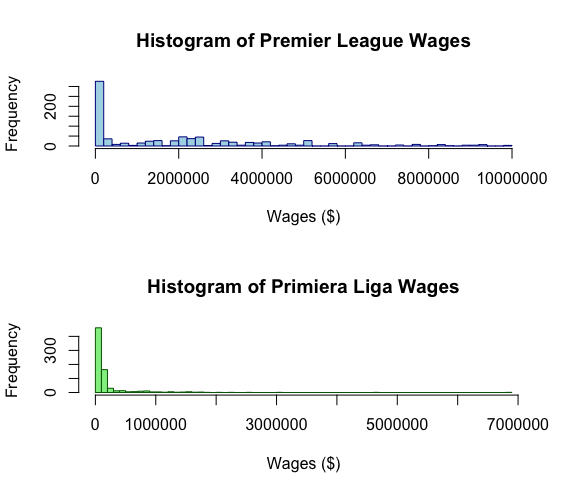 Histogram of Premier League Wages
Frequency
200
0
0 2000000 4000000 6000000 8000000 10000000
Wages ($)
Histogram of Primiera Liga Wages
Frequency
300
0
0 1000000 3000000 5000000 7000000
Wages ($)